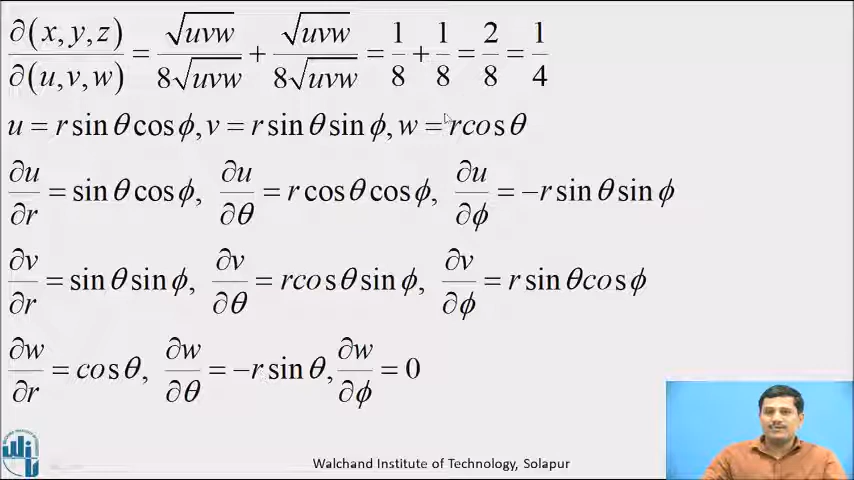 ∂(x, y, z)/∂(u, v, w) = √uvw/8√uvw + √uvw/8√uvw = 1/8 + 1/8 = 2/8 = 1/4
u = r sin θ cos ϕ, v = r sin θ sin ϕ, w = r cos θ
∂u/∂r = sin θ cos ϕ, ∂u/∂θ = r cos θ cos ϕ, ∂u/∂ϕ = −r sin θ sin ϕ
∂v/∂r = sin θ sin ϕ, ∂v/∂θ = r cos θ sin ϕ, ∂v/∂ϕ = r sin θ cos ϕ
∂w/∂r = cos θ, ∂w/∂θ = −r sin θ, ∂w/∂ϕ = 0
Walchand Institute of Technology, Solapur